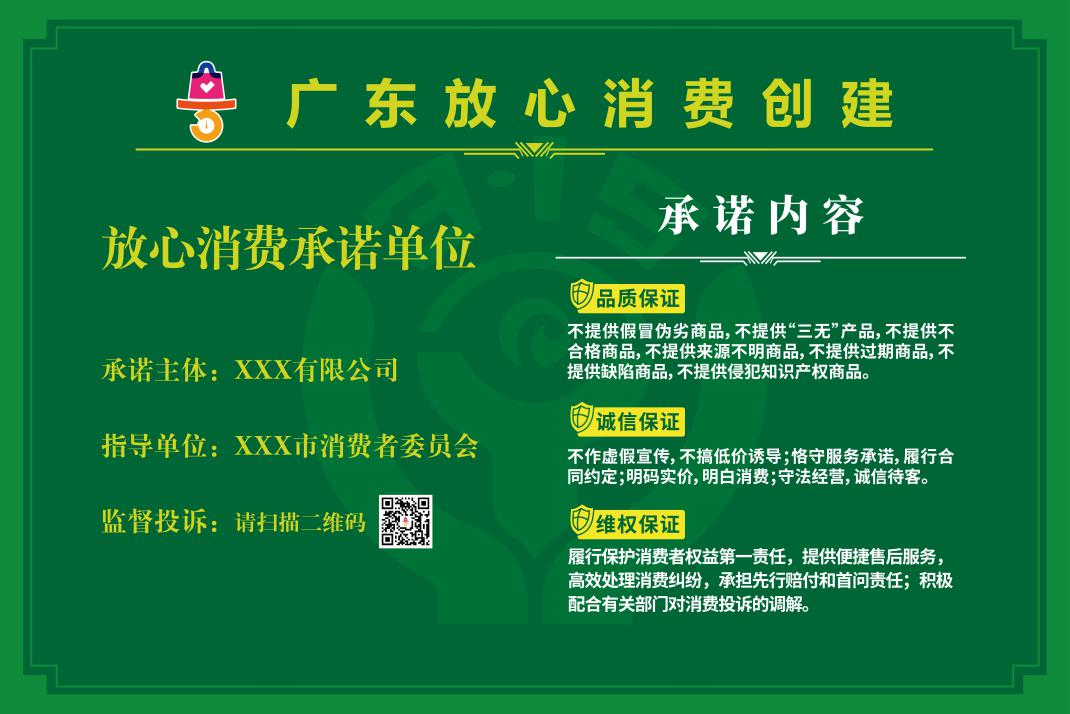 广东放心消费创建
放心消费承诺单位
承诺主体：XXX有限公司
指导单位：XXX市消费者委员会
监督投诉：请扫描二维码
承诺内容
品质保证
不提供假冒伪劣商品，不提供“三无”产品，不提供不
合格商品，不提供来源不明商品，不提供过期商品，不
提供缺陷商品，不提供侵犯知识产权商品。
诚信保证
不作虚假宣传，不搞低价诱导；恪守服务承诺，履行合
同约定；明码实价，明白消费；守法经营，诚信待客。
维权保证
履行保护消费者权益第一责任，提供便捷售后服务，
高效处理消费纠纷，承担先行赔付和首问责任；积极
配合有关部门对消费投诉的调解。